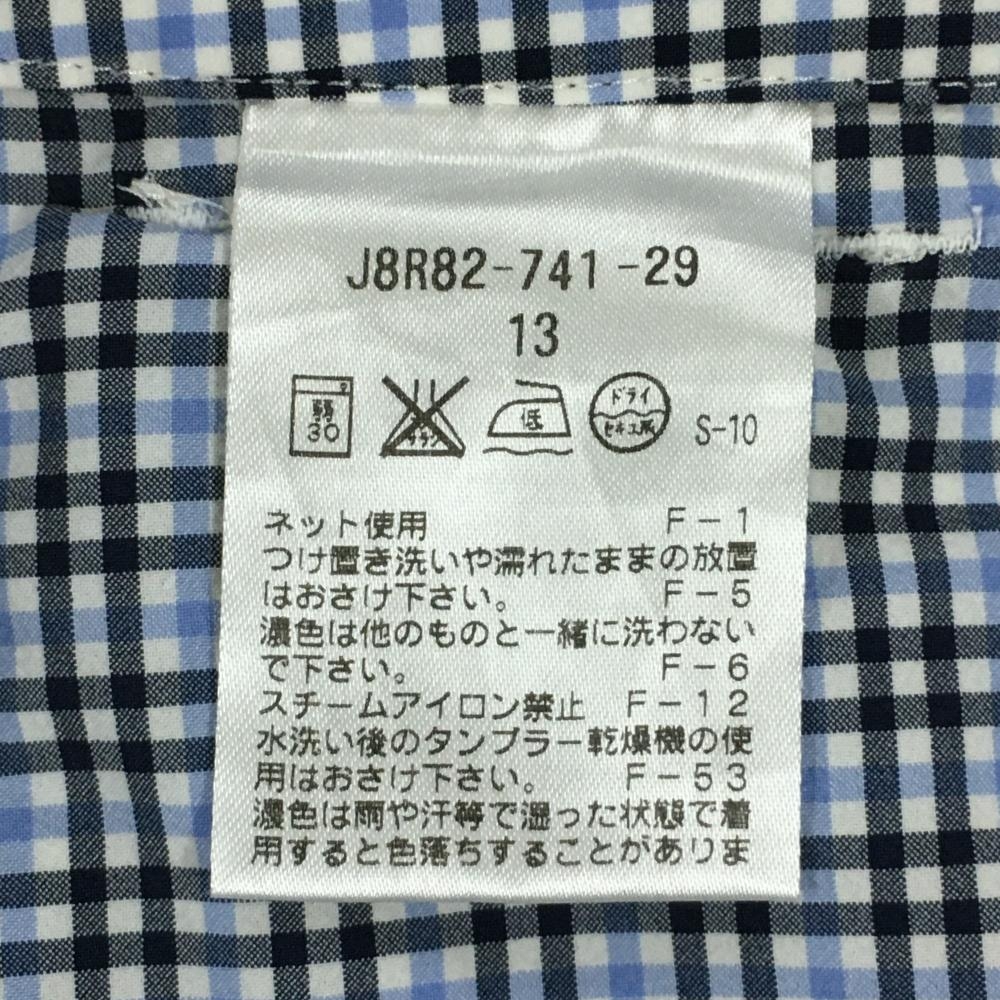 J8R82-741-29
13
弱
30
低
ドライ
セキユ系
S-10
ネット使用 F-1
つけ置き洗いや濡れたままの放置
はおさけ下さい。 F-5
濃色は他のものと一緒に洗わない
で下さい。 F-6
スチームアイロン禁止 F-12
水洗い後のタンブラー乾燥機の使
用はおさけ下さい。 F-53
濃色は雨や汗等で湿った状態で着
用すると色落ちすることがありま